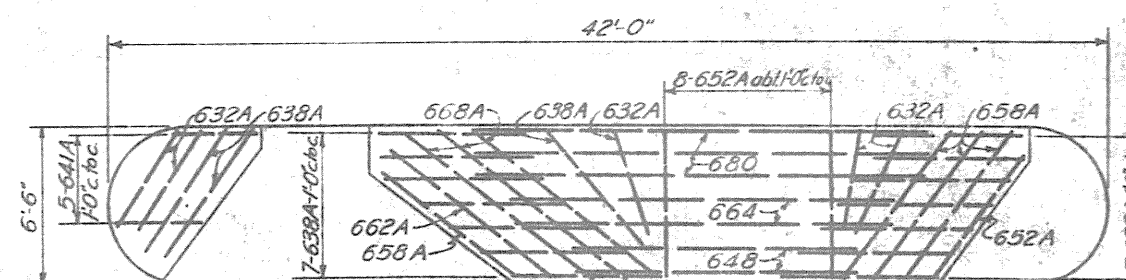 42'-0"
8-652A abt. 1'-0" c. to c.
632A
638A
668A
638A
632A
632A
658A
5-641A
1'-0" c. to c.
6'-6"
7-638A-1'-0" c. to c.
680
662A
658A
664
648
652A